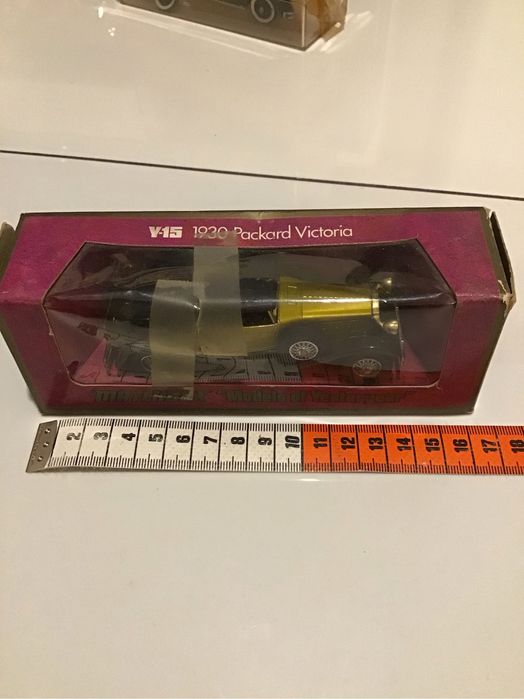 Y-15 1930 Packard Victoria
"Models of Yesteryear"
2 3 4 5 6 7 8 9 10 11 12 13 14 15 16 17 18